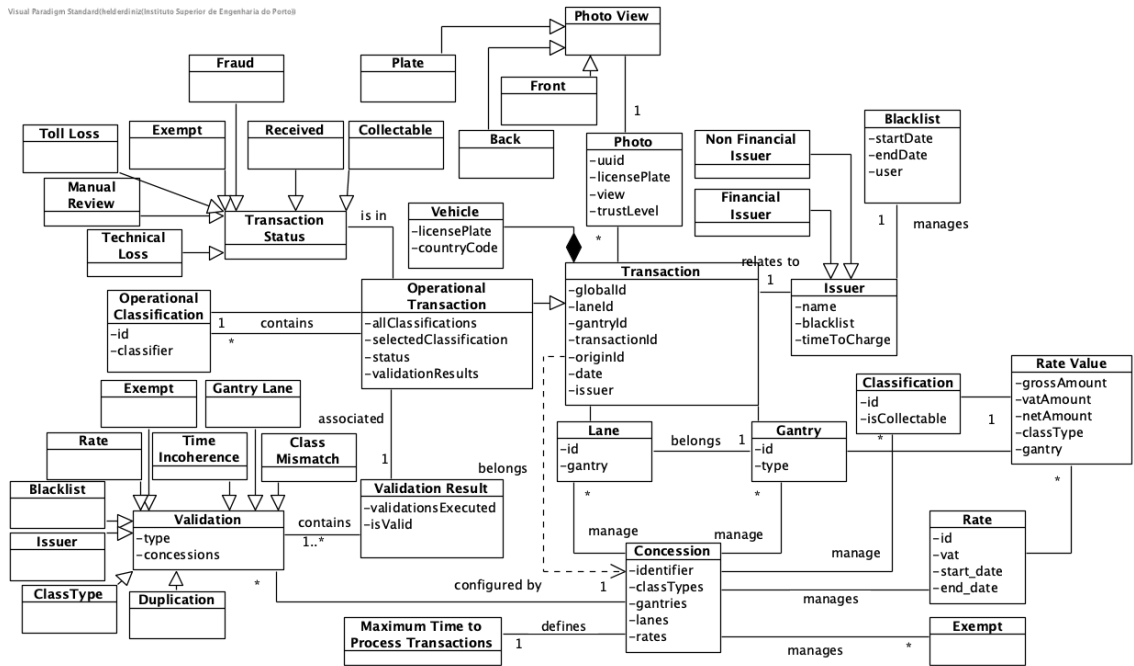 Visual Paradigm Standard(helderdiniz(Instituto Superior de Engenharia do Porto))
Photo View
Fraud
Plate
Front
1
Back
Toll Loss
Exempt
Received
Collectable
Manual
Review
Technical
Loss
Transaction
Status
is in
Photo
-uuid
-licensePlate
-view
-trustLevel
*
Non Financial
Issuer
Financial
Issuer
Blacklist
-startDate
-endDate
-user
1
manages
Vehicle
-licensePlate
-countryCode
Transaction
-globalId
-laneId
-gantryId
-transactionId
-originId
-date
-issuer
relates to
1
Issuer
-name
-blacklist
-timeToCharge
Operational
Classification
-id
-classifier
1
contains
*
Operational
Transaction
-allClassifications
-selectedClassification
-status
-validationResults
Classification
-id
-isCollectable
*
1
Rate Value
-grossAmount
-vatAmount
-netAmount
-classType
-gantry
*
Exempt
Gantry Lane
Rate
Time
Incoherence
Class
Mismatch
Blacklist
Issuer
ClassType
Duplication
Validation
-type
-concessions
*
contains
1..*
associated
1
Validation Result
-validationsExecuted
-isValid
belongs
Lane
-id
-gantry
*
belongs
1
Gantry
-id
-type
*
manage
manage
manage
Concession
-identifier
-classTypes
-gantries
-lanes
-rates
configured by
1
Rate
-id
-vat
-start_date
-end_date
manages
Maximum Time to
Process Transactions
1
defines
manages
*
Exempt